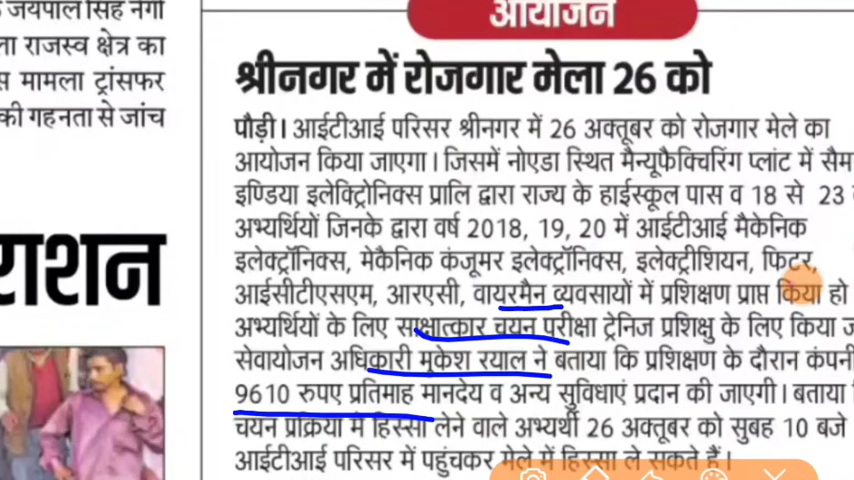 जयपाल सिंह नेगी
ला राजस्व क्षेत्र का
स मामला ट्रांसफर
की गहनता से जांच
राशन
आयोजन
श्रीनगर में रोजगार मेला 26 को
पौड़ी। आईटीआई परिसर श्रीनगर में 26 अक्तूबर को रोजगार मेले का
आयोजन किया जाएगा। जिसमें नोएडा स्थित मैन्यूफैक्चिरिंग प्लांट में सैम
इण्डिया इलेक्ट्रिोनिक्स प्रालि द्वारा राज्य के हाईस्कूल पास व 18 से 23
अभ्यर्थियों जिनके द्वारा वर्ष 2018, 19, 20 में आईटीआई मैकेनिक
इलेक्ट्रॉनिक्स, मेकैनिक कंजूमर इलेक्ट्रॉनिक्स, इलेक्ट्रीशियन, फिटर,
आईसीटीएसएम, आरएसी, वायरमैन व्यवसायों में प्रशिक्षण प्राप्त किया हो
अभ्यर्थियों के लिए साक्षात्कार चयन परीक्षा ट्रेनिज प्रशिक्षु के लिए किया ज
सेवायोजन अधिकारी मुकेश रयाल ने बताया कि प्रशिक्षण के दौरान कंपनी
9610 रुपए प्रतिमाह मानदेय व अन्य सुविधाएं प्रदान की जाएगी। बताया
चयन प्रक्रिया में हिस्सा लेने वाले अभ्यर्थी 26 अक्तूबर को सुबह 10 बजे
आईटीआई परिसर में पहुंचकर मेले में हिस्सा ले सकते हैं।